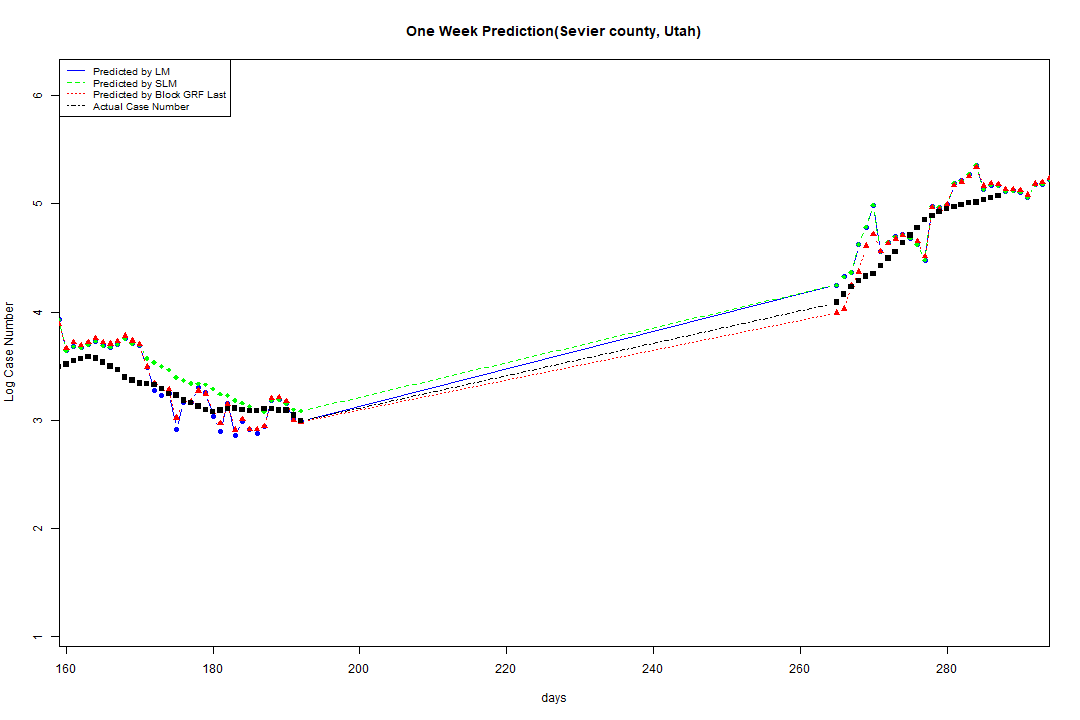 One Week Prediction(Sevier county, Utah)
Predicted by LM
Predicted by SLM
Predicted by Block GRF Last
Actual Case Number
6
5
4
3
2
1
Log Case Number
160 180 200 220 240 260 280
days